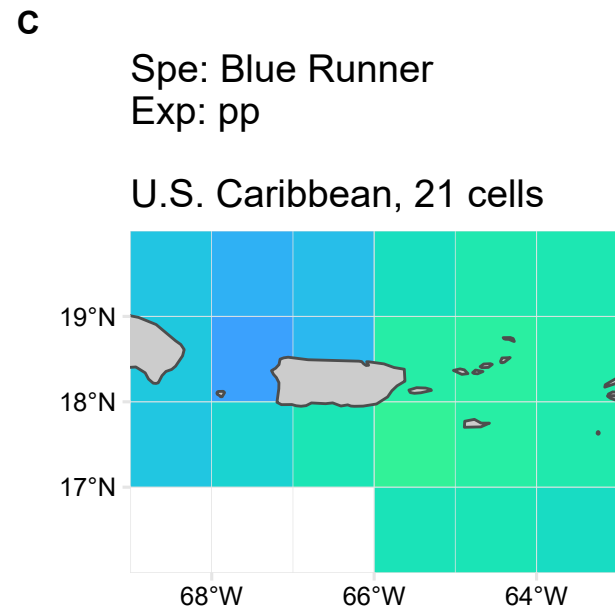 C
Spe: Blue Runner
Exp: pp
U.S. Caribbean, 21 cells
19°N
18°N
17°N
68°W 66°W 64°W